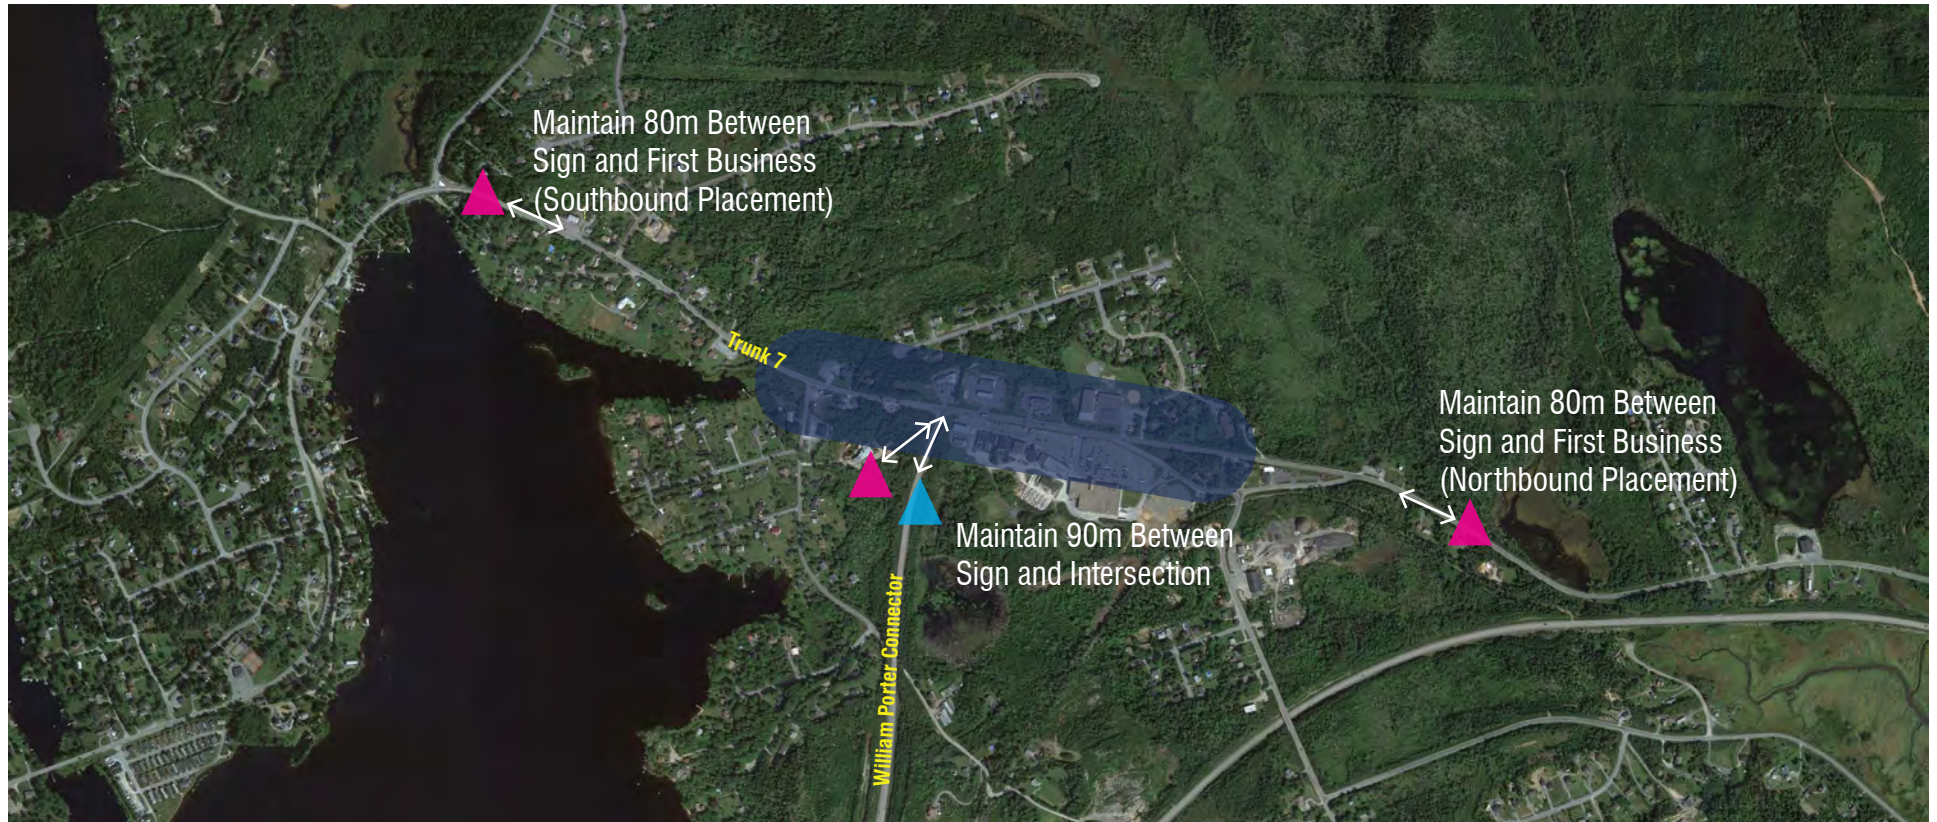 Maintain 80m Between
Sign and First Business
(Southbound Placement)
Trunk 7
Maintain 80m Between
Sign and First Business
(Northbound Placement)
Maintain 90m Between
Sign and Intersection
William Porter Connector